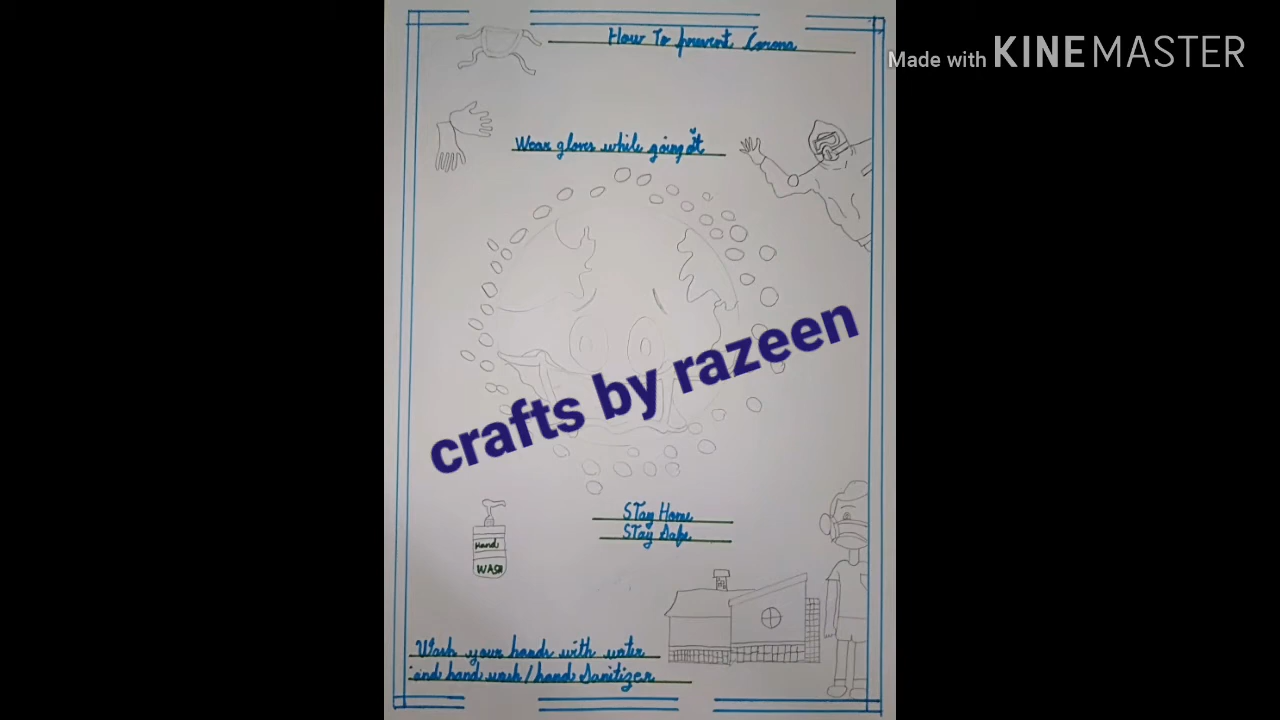 How To prevent Corona
Made with KINEMASTER
Wear gloves while going out
crafts by razeen
STay Home
STay Safe
Hand
WASH
Wash your hands with water
and hand wash/hand Sanitizer